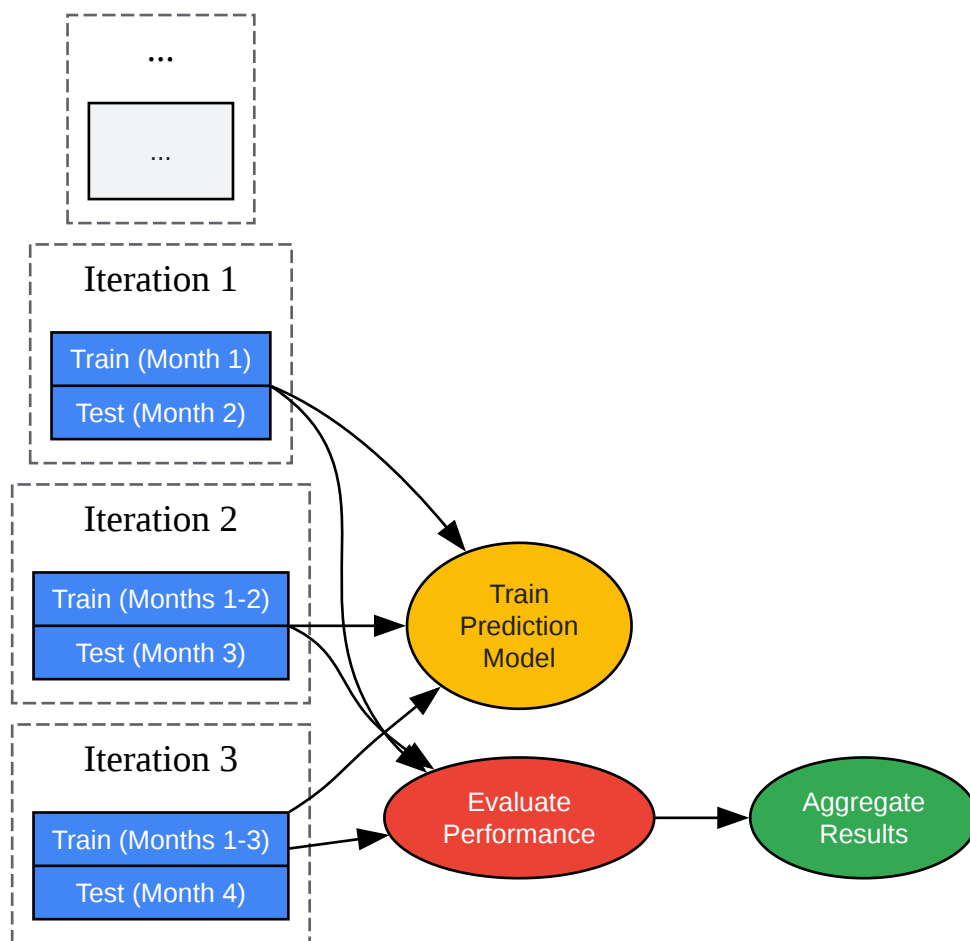 ...
...
Iteration 1
Train (Month 1)
Test (Month 2)
Iteration 2
Train (Months 1-2)
Test (Month 3)
Iteration 3
Train (Months 1-3)
Test (Month 4)
Train
Prediction
Model
Evaluate
Performance
Aggregate
Results